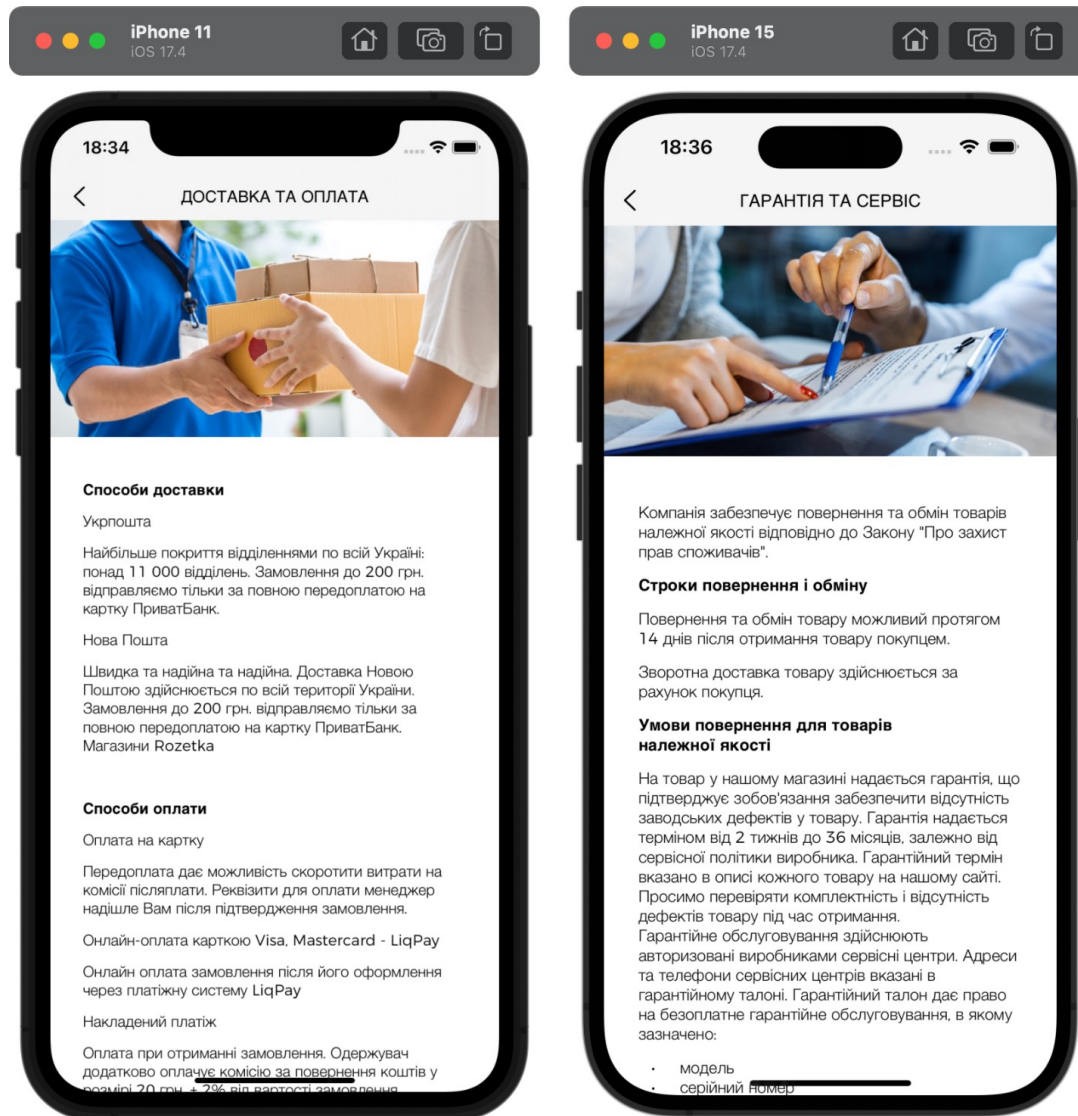 iPhone 11
iOS 17.4
18:34
ДОСТАВКА ТА ОПЛАТА
Способи доставки
Укрпошта
Найбільше покриття відділеннями по всій Україні:
понад 11 000 відділень. Замовлення до 200 грн.
відправляємо тільки за повною передоплатою на
картку ПриватБанк.
Нова Пошта
Швидка та надійна та надійна. Доставка Новою
Поштою здійснюється по всій території України.
Замовлення до 200 грн. відправляємо тільки за
повною передоплатою на картку ПриватБанк.
Магазини Rozetka
Способи оплати
Оплата на картку
Передоплата дає можливість скоротити витрати на
комісії післяплати. Реквізити для оплати менеджер
надішле Вам після підтвердження замовлення.
Онлайн-оплата карткою Visa, Mastercard - LiqPay
Онлайн оплата замовлення після його оформлення
через платіжну систему LiqPay
Накладений платіж
Оплата при отриманні замовлення. Одержувач
додатково оплачує комісію за повернення коштів у
розмірі 20 грн. + 2% від вартості замовлення
iPhone 15
iOS 17.4
18:36
ГАРАНТІЯ ТА СЕРВІС
Компанія забезпечує повернення та обмін товарів
належної якості відповідно до Закону "Про захист
прав споживачів".
Строки повернення і обміну
Повернення та обмін товару можливий протягом
14 днів після отримання товару покупцем.
Зворотна доставка товару здійснюється за
рахунок покупця.
Умови повернення для товарів
належної якості
На товар у нашому магазині надається гарантія, що
підтверджує зобов'язання забезпечити відсутність
заводських дефектів у товару. Гарантія надається
терміном від 2 тижнів до 36 місяців, залежно від
сервісної політики виробника. Гарантійний термін
вказано в описі кожного товару на нашому сайті.
Просимо перевіряти комплектність і відсутність
дефектів товару під час отримання.
Гарантійне обслуговування здійснюють
авторизовані виробниками сервісні центри. Адреси
та телефони сервісних центрів вказані в
гарантійному талоні. Гарантійний талон дає право
на безоплатне гарантійне обслуговування, в якому
зазначено:
· модель
· серійний номер